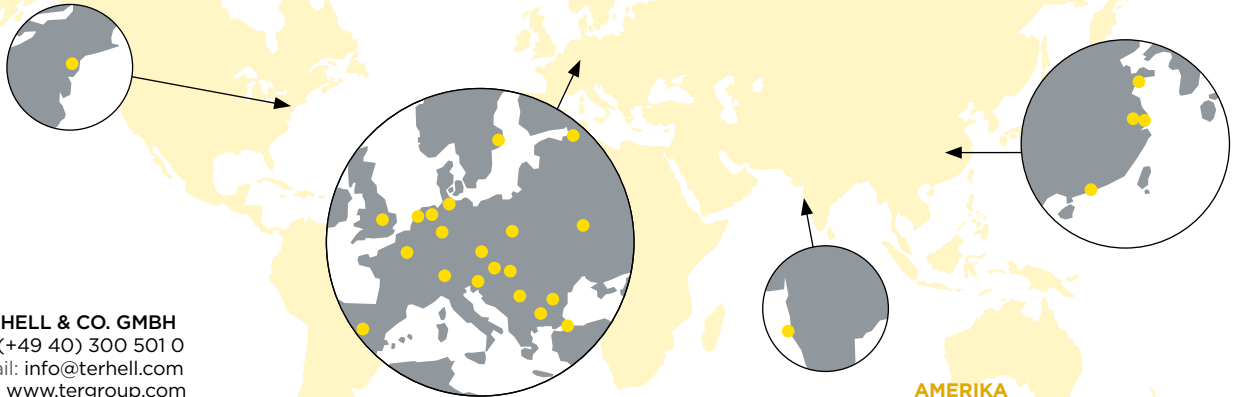 HELL & CO. GMBH
(+49 40) 300 501 0
ail: info@terhell.com
www.tergroup.com
AMERIKA